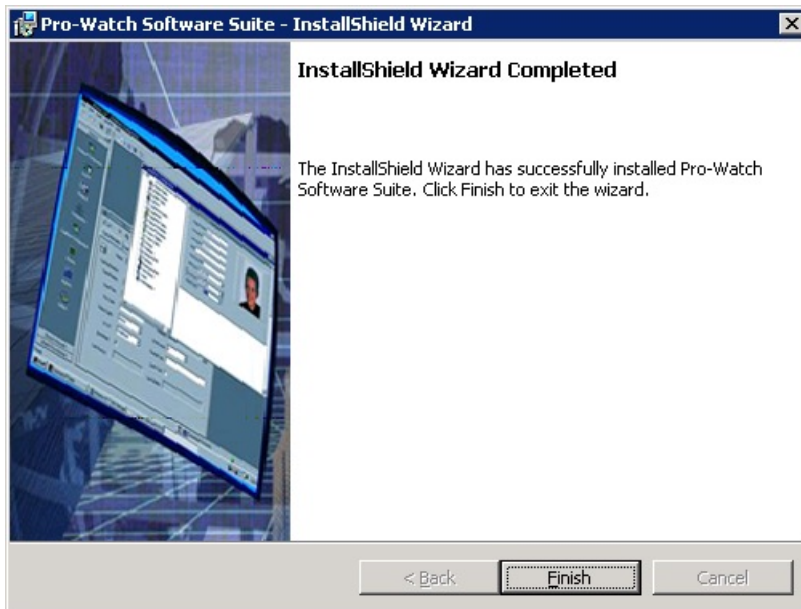 Pro-Watch Software Suite - InstallShield Wizard
InstallShield Wizard Completed
The InstallShield Wizard has successfully installed Pro-Watch
Software Suite. Click Finish to exit the wizard.
< Back
Finish
Cancel